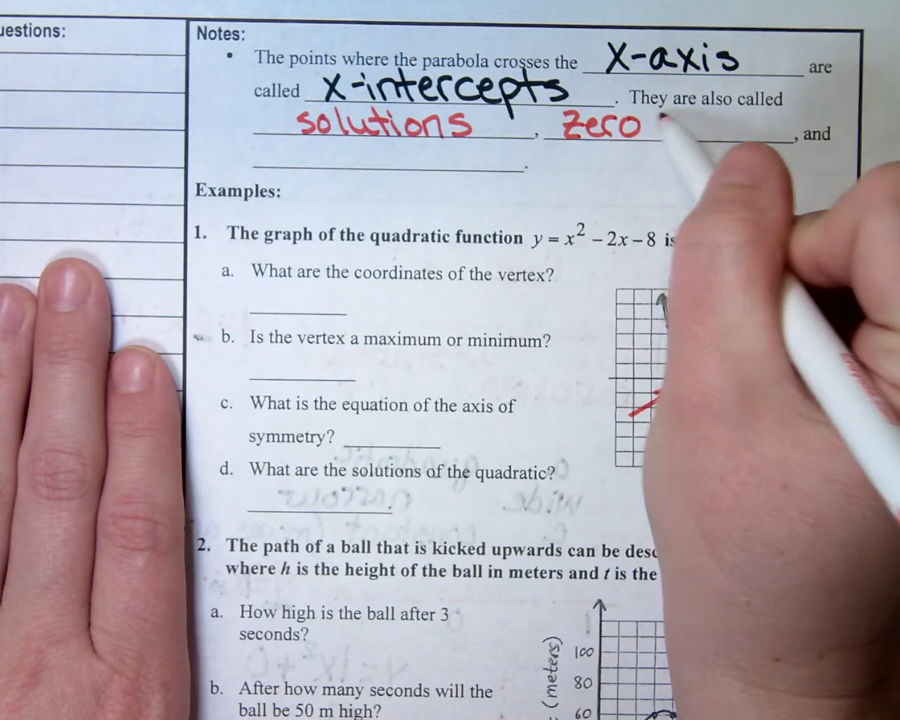 uestions:
Notes:
• The points where the parabola crosses the x-axis are
called x-intercepts. They are also called
solutions, zero, and
.
Examples:
1. The graph of the quadratic function y = x² − 2x − 8 is
a. What are the coordinates of the vertex?
b. Is the vertex a maximum or minimum?
c. What is the equation of the axis of
symmetry?
d. What are the solutions of the quadratic?
2. The path of a ball that is kicked upwards can be desc
where h is the height of the ball in meters and t is the
a. How high is the ball after 3
seconds?
b. After how many seconds will the
ball be 50 m high?
(meters)
100
80
60